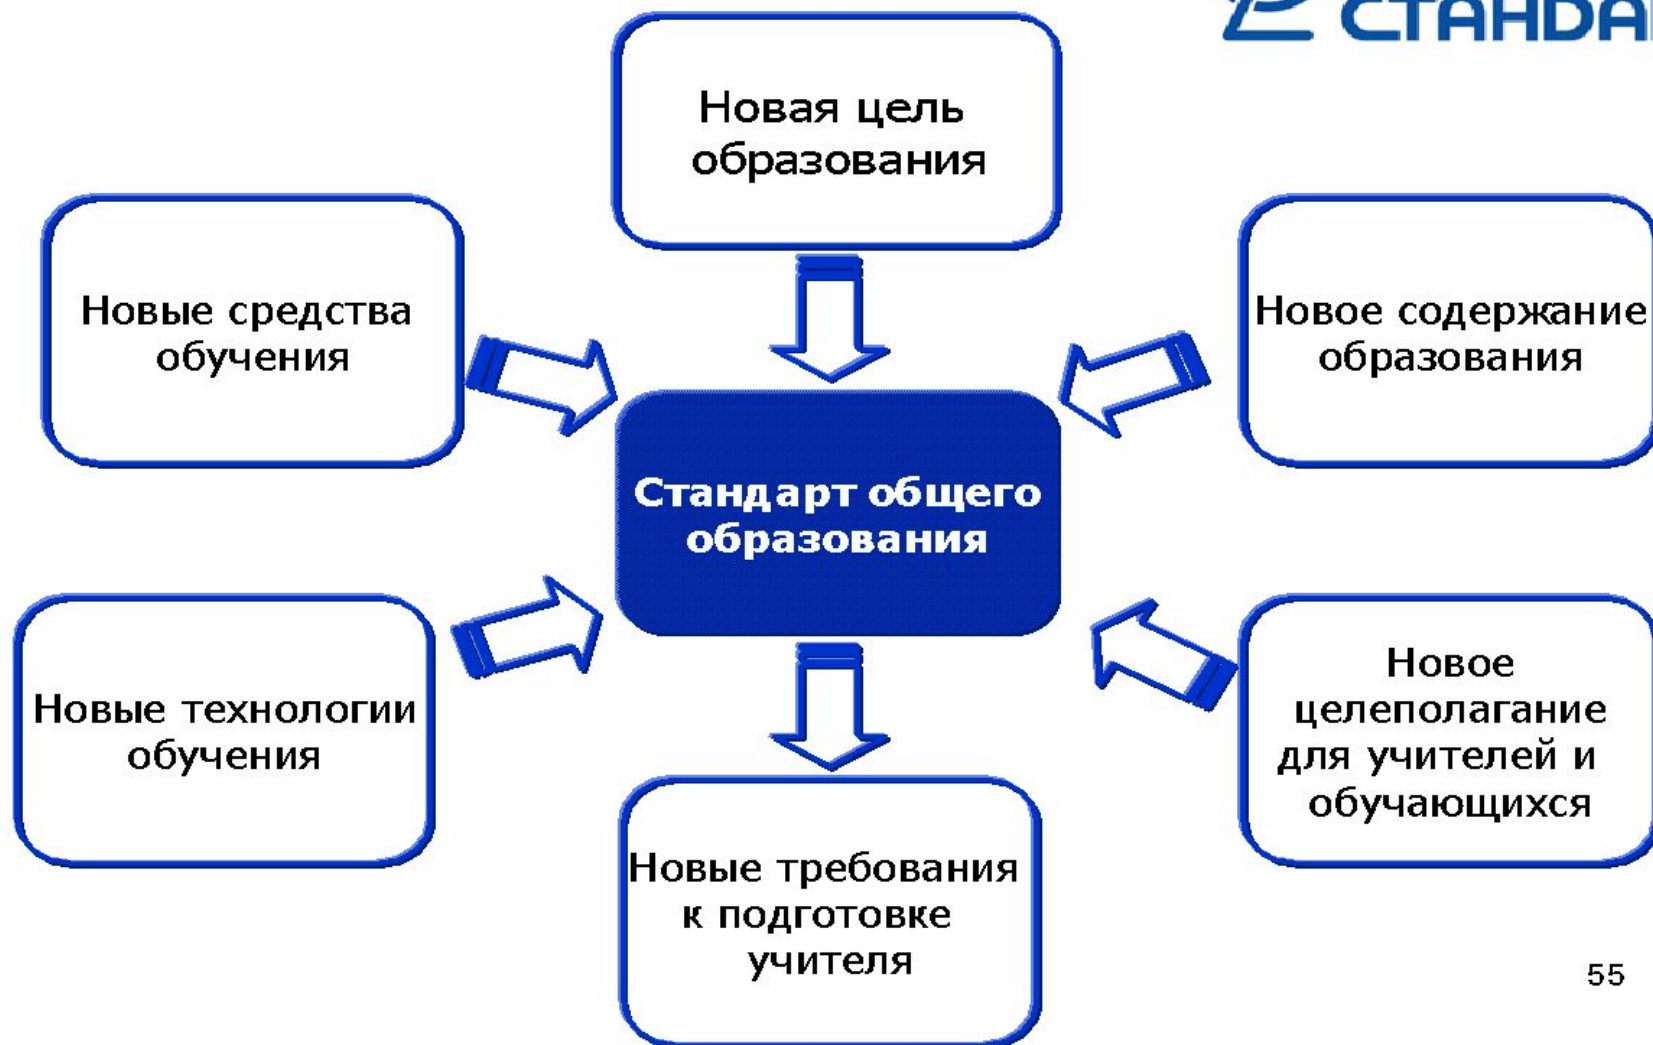 Новая цель
образования
Новые средства
обучения
Новое содержание
образования
Стандарт общего
образования
Новые технологии
обучения
Новое
целеполагание
для учителей и
обучающихся
Новые требования
к подготовке
учителя
55